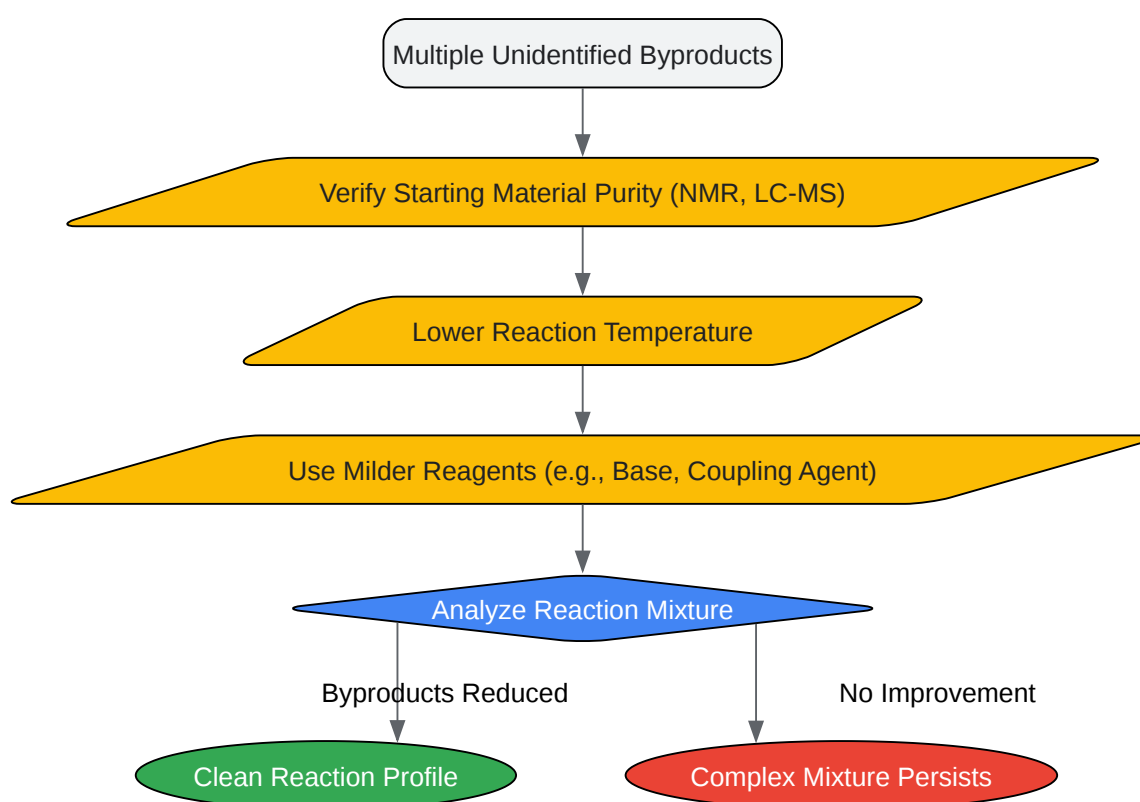 Multiple Unidentified Byproducts
Verify Starting Material Purity (NMR, LC-MS)
Lower Reaction Temperature
Use Milder Reagents (e.g., Base, Coupling Agent)
Analyze Reaction Mixture
Byproducts Reduced
No Improvement
Clean Reaction Profile
Complex Mixture Persists